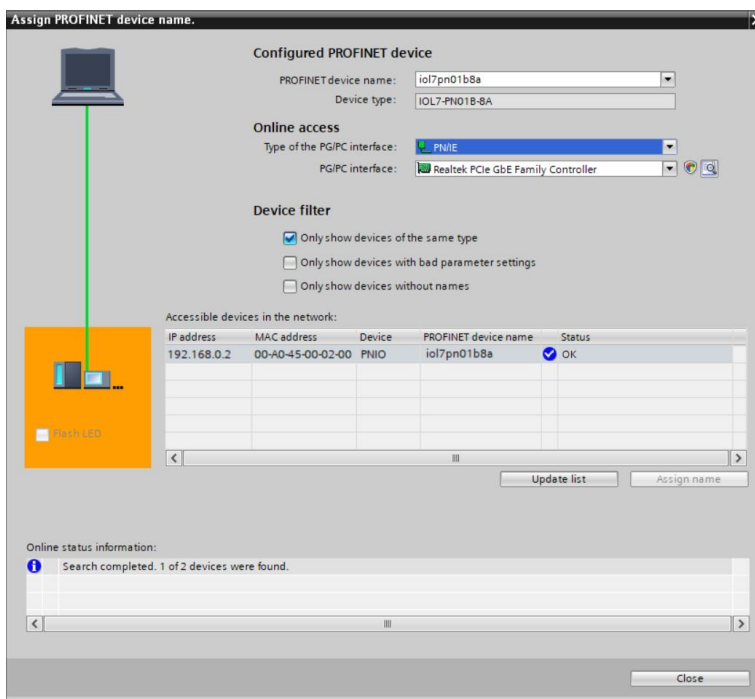 Assign PROFINET device name.
Configured PROFINET device
PROFINET device name: iol7pn01b8a
Device type: IOL7-PN01B-8A
Online access
Type of the PG/PC interface: PN/IE
PG/PC interface: Realtek PCIe GbE Family Controller
Device filter
Only show devices of the same type
Only show devices with bad parameter settings
Only show devices without names
Accessible devices in the network:
IP address MAC address Device PROFINET device name Status
192.168.0.2 00-A0-45-00-02-00 PNIO iol7pn01b8a OK
Flash LED
Update list Assign name
Online status information:
Search completed. 1 of 2 devices were found.
Close